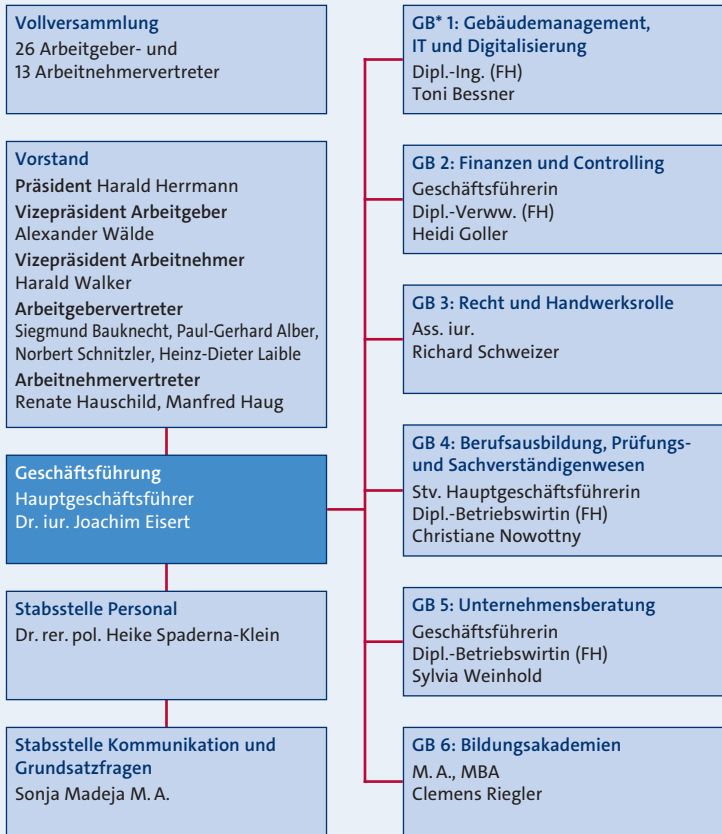 Vollversammlung
26 Arbeitgeber- und
13 Arbeitnehmervertreter
Vorstand
Präsident Harald Herrmann
Vizepräsident Arbeitgeber
Alexander Wälde
Vizepräsident Arbeitnehmer
Harald Walker
Arbeitgebervertreter
Siegmund Bauknecht, Paul-Gerhard Alber,
Norbert Schnitzler, Heinz-Dieter Laible
Arbeitnehmervertreter
Renate Hauschild, Manfred Haug
Geschäftsführung
Hauptgeschäftsführer
Dr. iur. Joachim Eisert
Stabsstelle Personal
Dr. rer. pol. Heike Spaderna-Klein
Stabsstelle Kommunikation und
Grundsatzfragen
Sonja Madeja M. A.
GB* 1: Gebäudemanagement,
IT und Digitalisierung
Dipl.-Ing. (FH)
Toni Bessner
GB 2: Finanzen und Controlling
Geschäftsführerin
Dipl.-Verww. (FH)
Heidi Goller
GB 3: Recht und Handwerksrolle
Ass. iur.
Richard Schweizer
GB 4: Berufsausbildung, Prüfungs-
und Sachverständigenwesen
Stv. Hauptgeschäftsführerin
Dipl.-Betriebswirtin (FH)
Christiane Nowottny
GB 5: Unternehmensberatung
Geschäftsführerin
Dipl.-Betriebswirtin (FH)
Sylvia Weinhold
GB 6: Bildungsakademien
M. A., MBA
Clemens Riegler